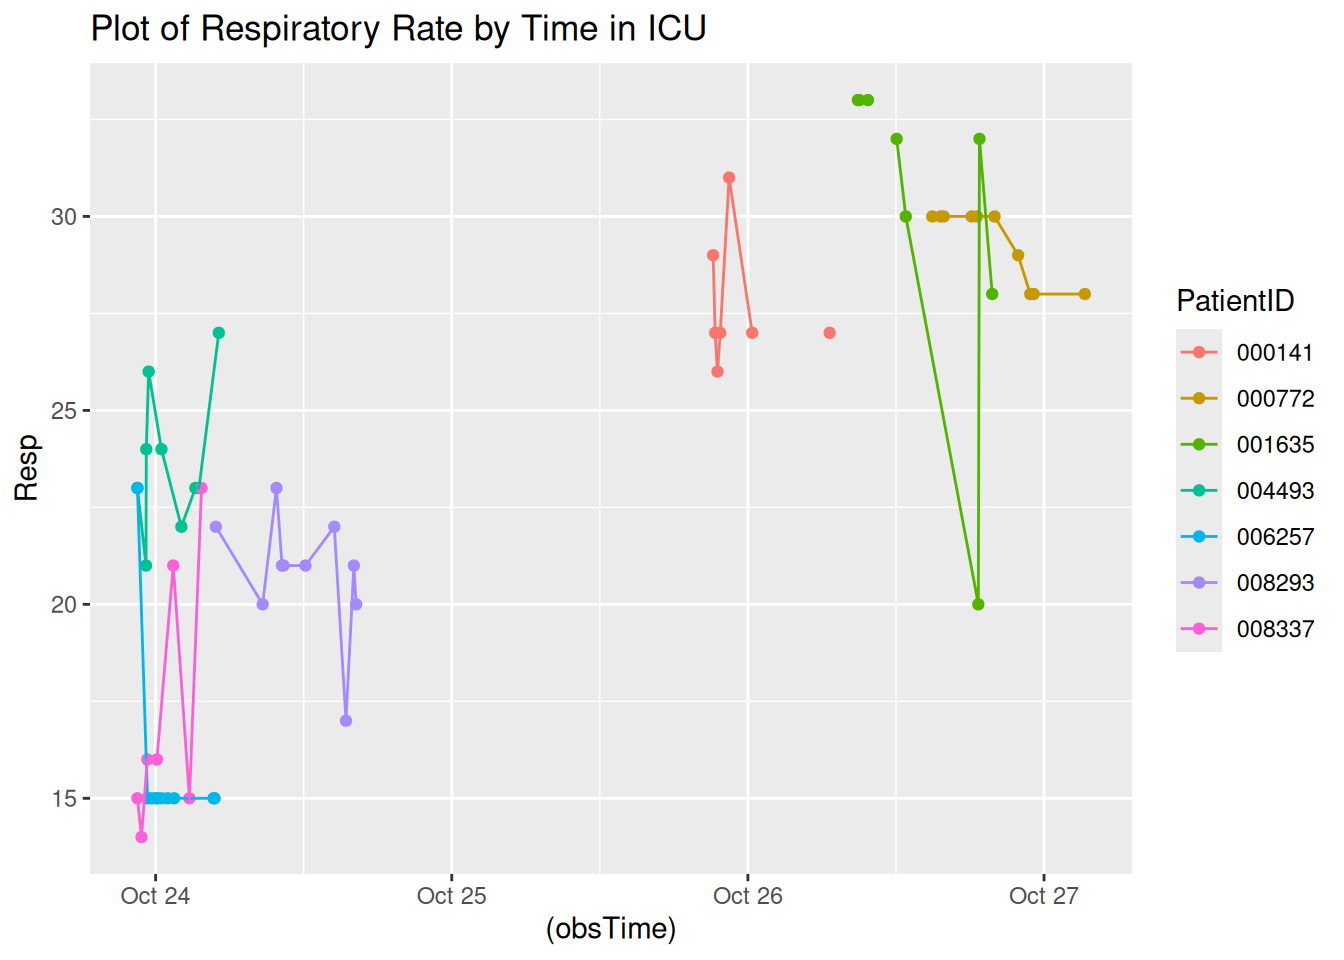 Plot of Respiratory Rate by Time in ICU
Resp
30
25
20
15
Oct 24
Oct 25
Oct 26
Oct 27
(obsTime)
PatientID
000141
000772
001635
004493
006257
008293
008337